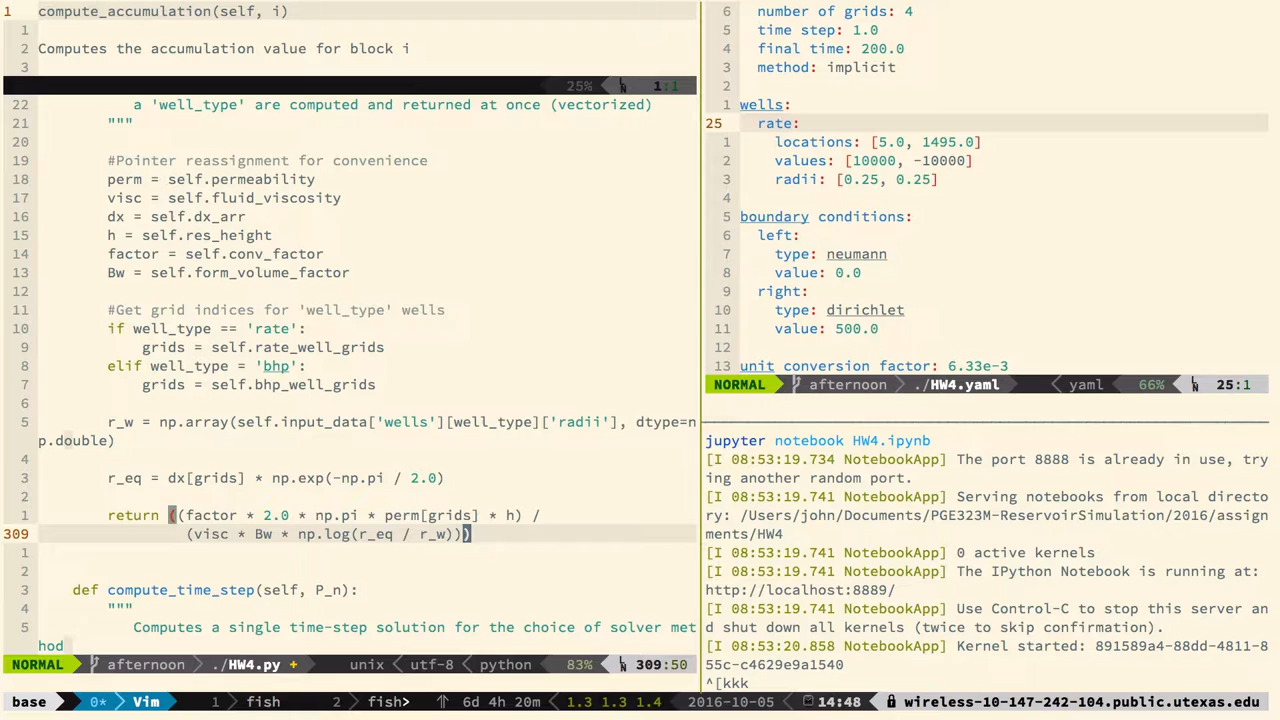 1 compute_accumulation(self, i)
1
2 Computes the accumulation value for block i
3
25% 1:1
22 a 'well_type' are computed and returned at once (vectorized)
21 """
20
19 #Pointer reassignment for convenience
18 perm = self.permeability
17 visc = self.fluid_viscosity
16 dx = self.dx_arr
15 h = self.res_height
14 factor = self.conv_factor
13 Bw = self.form_volume_factor
12
11 #Get grid indices for 'well_type' wells
10 if well_type == 'rate':
9 grids = self.rate_well_grids
8 elif well_type = 'bhp':
7 grids = self.bhp_well_grids
6
5 r_w = np.array(self.input_data['wells'][well_type]['radii'], dtype=n
p.double)
4
3 r_eq = dx[grids] * np.exp(-np.pi / 2.0)
2
1 return ((factor * 2.0 * np.pi * perm[grids] * h) /
309 (visc * Bw * np.log(r_eq / r_w)))
1
2
3 def compute_time_step(self, P_n):
4 """
5 Computes a single time-step solution for the choice of solver met
hod
NORMAL afternoon ./HW4.py + unix utf-8 python 83% 309:50
6 number of grids: 4
5 time step: 1.0
4 final time: 200.0
3 method: implicit
2
1 wells:
25 rate:
1 locations: [5.0, 1495.0]
2 values: [10000, -10000]
3 radii: [0.25, 0.25]
4
5 boundary conditions:
6 left:
7 type: neumann
8 value: 0.0
9 right:
10 type: dirichlet
11 value: 500.0
12
13 unit conversion factor: 6.33e-3
NORMAL afternoon ./HW4.yaml yaml 66% 25:1
jupyter notebook HW4.ipynb
[I 08:53:19.734 NotebookApp] The port 8888 is already in use, try
ing another random port.
[I 08:53:19.741 NotebookApp] Serving notebooks from local directo
ry: /Users/john/Documents/PGE323M-ReservoirSimulation/2016/assign
ments/HW4
[I 08:53:19.741 NotebookApp] 0 active kernels
[I 08:53:19.741 NotebookApp] The IPython Notebook is running at:
http://localhost:8889/
[I 08:53:19.741 NotebookApp] Use Control-C to stop this server an
d shut down all kernels (twice to skip confirmation).
[I 08:53:20.858 NotebookApp] Kernel started: 891589a4-88dd-4811-8
55c-c4629e9a1540
^[kkk
base 0* Vim 1 fish 2 fish> ↑ 6d 4h 20m 1.3 1.3 1.4 2016-10-05 14:48 wireless-10-147-242-104.public.utexas.edu